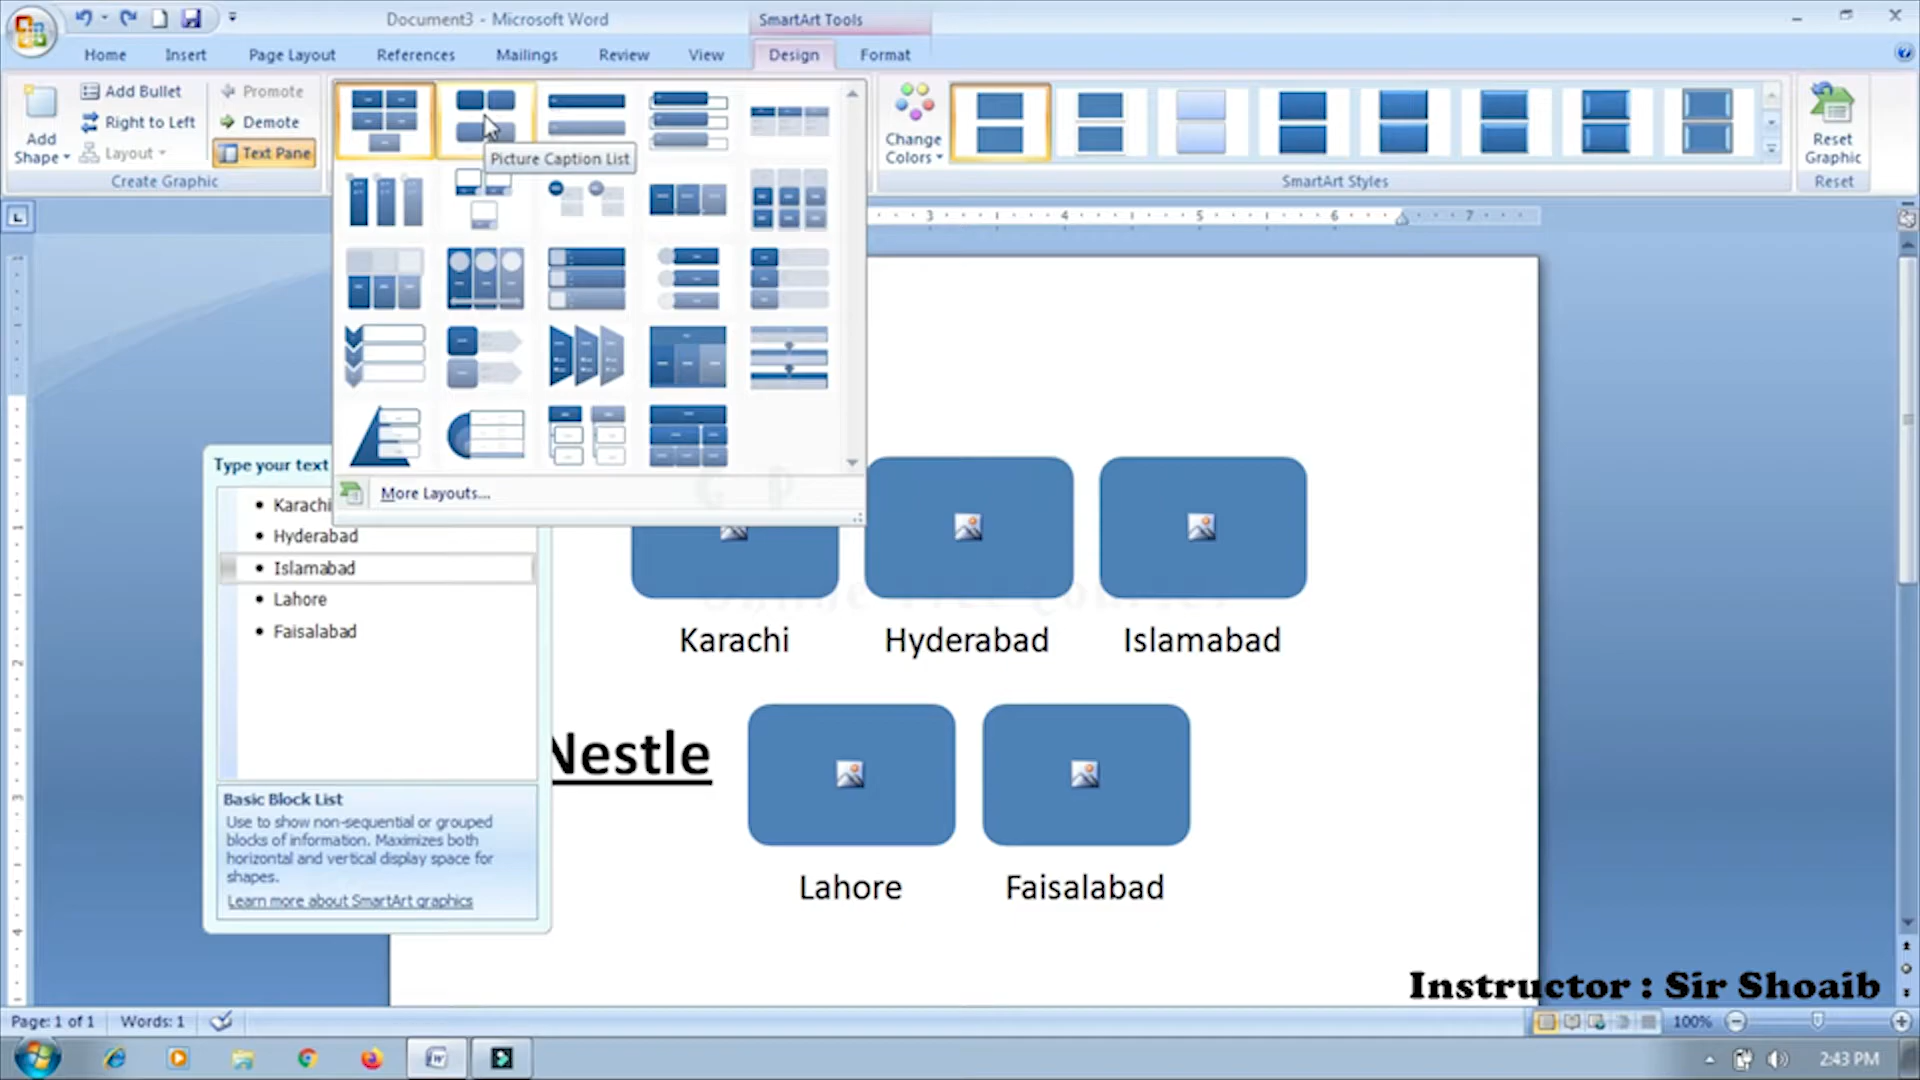 Document3 - Microsoft Word
SmartArt Tools
Home
Insert
Page Layout
References
Mailings
Review
View
Design
Format
Add Shape
Add Bullet
Right to Left
Layout
Promote
Demote
Text Pane
Create Graphic
Picture Caption List
More Layouts...
Change Colors
SmartArt Styles
Reset Graphic
Reset
3 4 5 6 7
Type your text
Karachi
Hyderabad
Islamabad
Lahore
Faisalabad
Basic Block List
Use to show non-sequential or grouped
blocks of information. Maximizes both
horizontal and vertical display space for
shapes.
Learn more about SmartArt graphics
Karachi
Hyderabad
Islamabad
Nestle
Lahore
Faisalabad
Instructor : Sir Shoaib
Page: 1 of 1
Words: 1
100%
2:43 PM